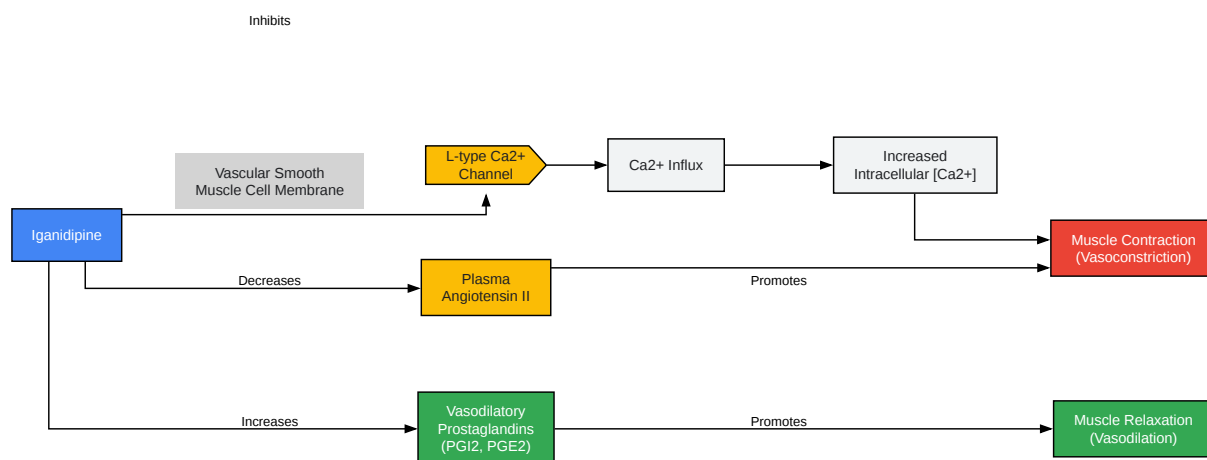 Inhibits
Vascular Smooth
Muscle Cell Membrane
L-type Ca2+
Channel
Ca2+ Influx
Increased
Intracellular [Ca2+]
Iganidipine
Muscle Contraction
(Vasoconstriction)
Decreases
Plasma
Angiotensin II
Promotes
Increases
Vasodilatory
Prostaglandins
(PGI2, PGE2)
Promotes
Muscle Relaxation
(Vasodilation)